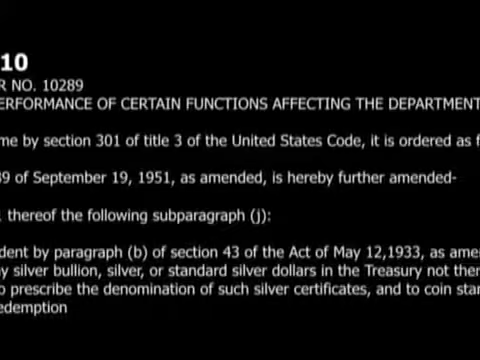 10
R NO. 10289
ERFORMANCE OF CERTAIN FUNCTIONS AFFECTING THE DEPARTMENT
me by section 301 of title 3 of the United States Code, it is ordered as f
89 of September 19, 1951, as amended, is hereby further amended-
thereof the following subparagraph (j):
dent by paragraph (b) of section 43 of the Act of May 12,1933, as ame
y silver bullion, silver, or standard silver dollars in the Treasury not ther
o prescribe the denomination of such silver certificates, and to coin sta
edemption